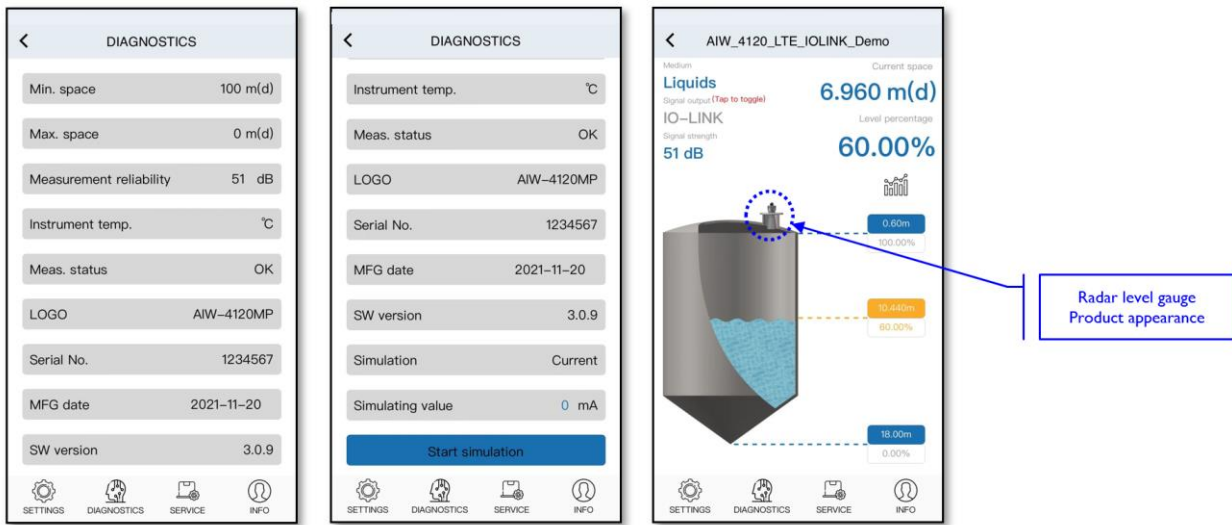 DIAGNOSTICS
Min. space 100 m(d)
Max. space 0 m(d)
Measurement reliability 51 dB
Instrument temp. ℃
Meas. status OK
LOGO AIW-4120MP
Serial No. 1234567
MFG date 2021-11-20
SW version 3.0.9
SETTINGS DIAGNOSTICS SERVICE INFO
DIAGNOSTICS
Instrument temp. ℃
Meas. status OK
LOGO AIW-4120MP
Serial No. 1234567
MFG date 2021-11-20
SW version 3.0.9
Simulation Current
Simulating value 0 mA
Start simulation
SETTINGS DIAGNOSTICS SERVICE INFO
AIW_4120_LTE_IOLINK_Demo
Medium Current space
Liquids 6.960 m(d)
Signal output (Tap to toggle)
IO-LINK Level percentage
Signal strength 60.00%
51 dB
0.60m
100.00%
10.440m
60.00%
18.00m
0.00%
SETTINGS DIAGNOSTICS SERVICE INFO
Radar level gauge
Product appearance